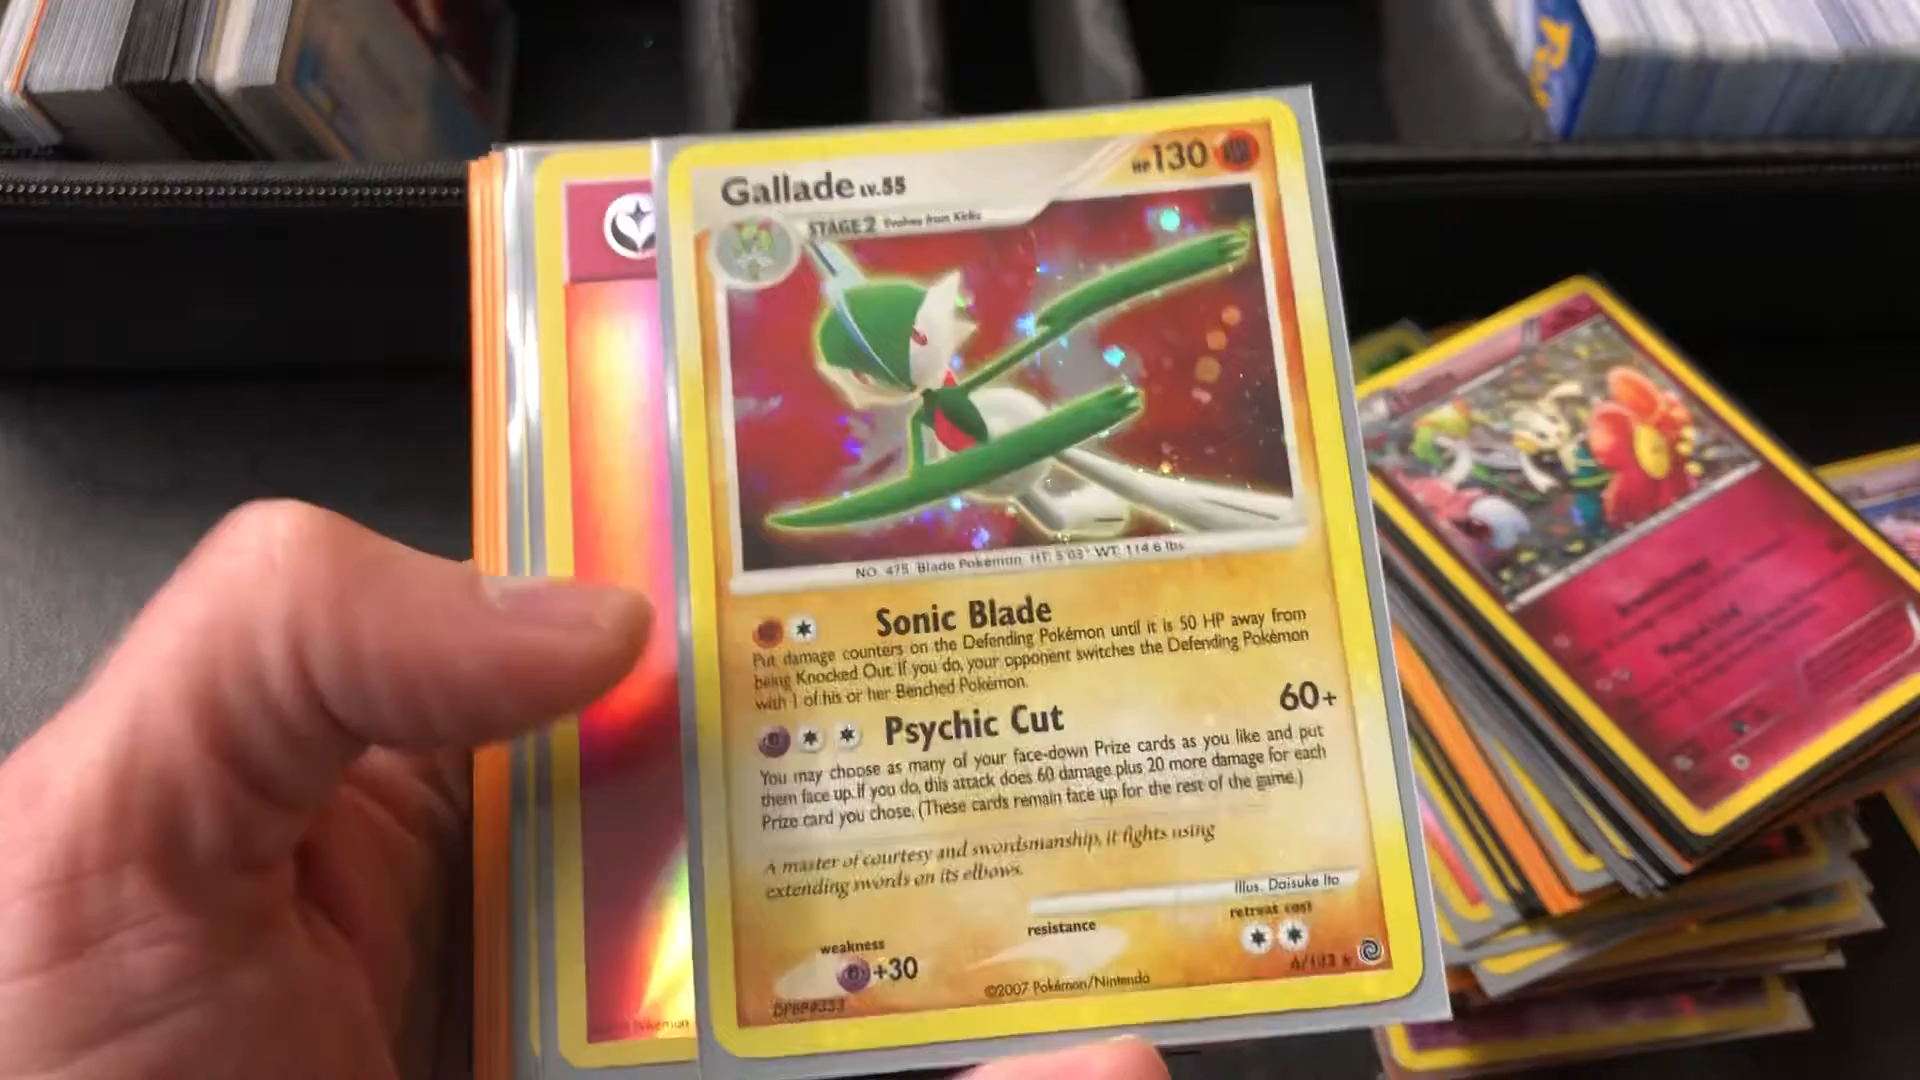 Gallade LV.55
HP 130
STAGE 2 Evolves from Kirlia
NO. 475 Blade Pokémon HT: 5'03" WT: 114.6 lbs
Sonic Blade
Put damage counters on the Defending Pokémon until it is 50 HP away from
being Knocked Out. If you do, your opponent switches the Defending Pokémon
with 1 of his or her Benched Pokémon.
Psychic Cut 60+
You may choose as many of your face-down Prize cards as you like and put
them face up. If you do, this attack does 60 damage plus 20 more damage for each
Prize card you chose. (These cards remain face up for the rest of the game.)
A master of courtesy and swordsmanship, it fights using
extending swords on its elbows.
Illus. Daisuke Ito
weakness
+30
resistance
retreat cost
©2007 Pokémon/Nintendo
Pokémon